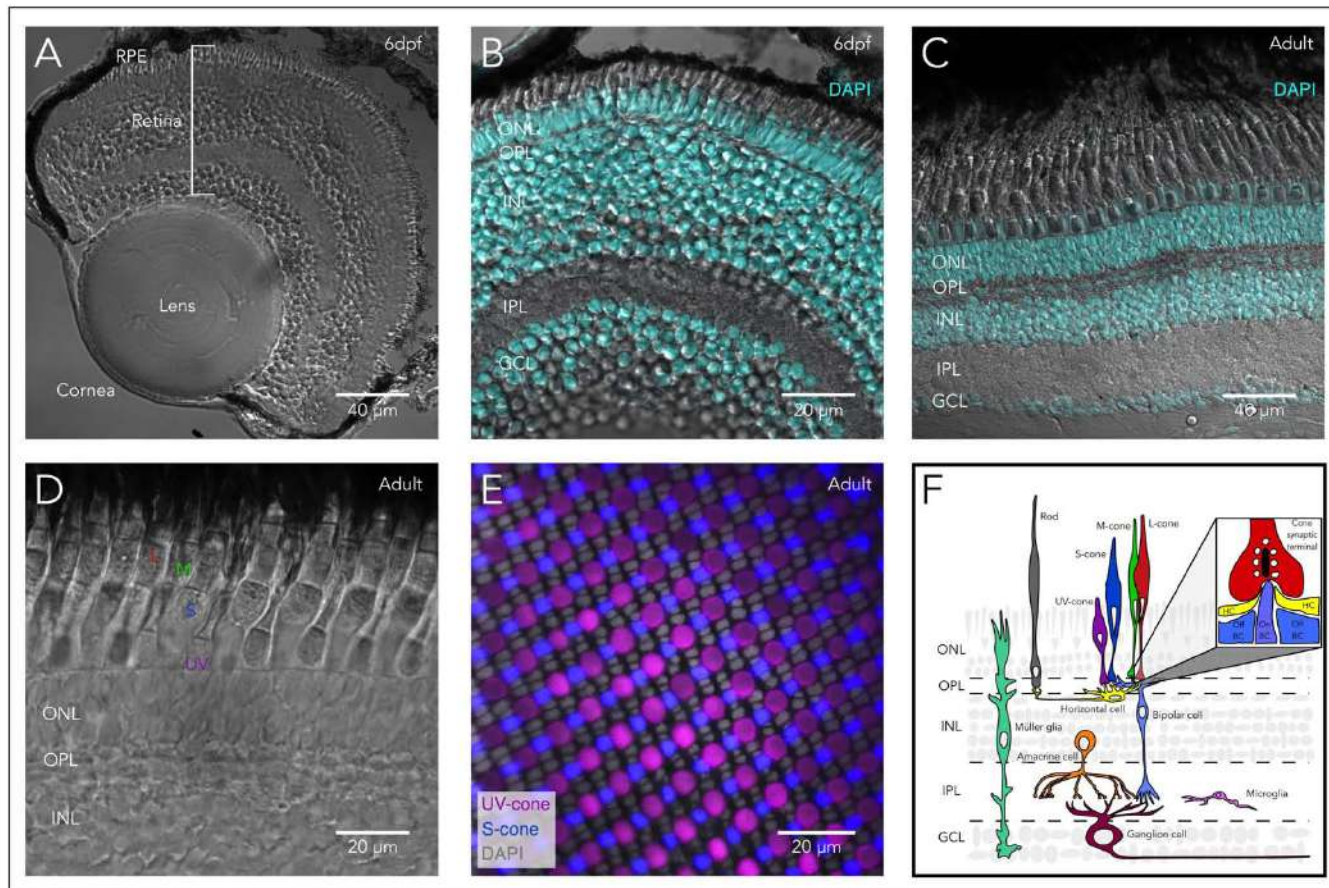 A
6dpf
RPE
Retina
Lens
Cornea
40 µm
B
6dpf
DAPI
ONL
OPL
INL
IPL
GCL
20 µm
C
Adult
DAPI
ONL
OPL
INL
IPL
GCL
40 µm
D
Adult
L
M
S
UV
ONL
OPL
INL
20 µm
E
Adult
UV-cone
S-cone
DAPI
20 µm
F
Rod
M-cone
L-cone
S-cone
UV-cone
Cone
synaptic
terminal
HC
HC
Off
BC
On
BC
Off
BC
ONL
OPL
INL
IPL
GCL
Horizontal cell
Bipolar cell
Müller glia
Amacrine cell
Microglia
Ganglion cell